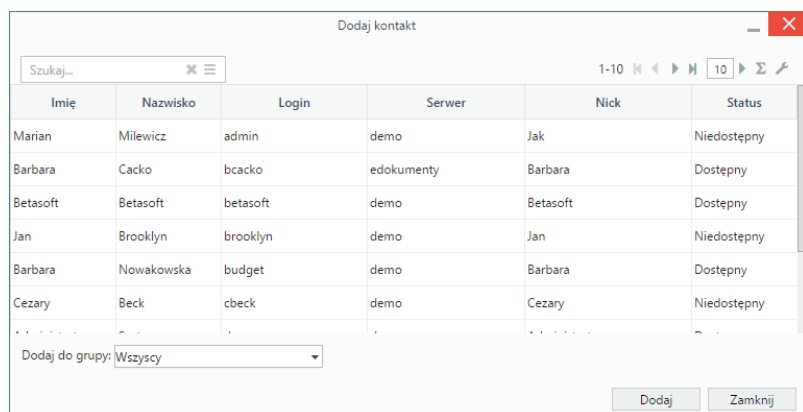 Dodaj kontakt
Szukaj... 1-10 10 Σ
Imię Nazwisko Login Serwer Nick Status
Marian Milewicz admin demo Jak Niedostępny
Barbara Cacko bcacko edokumenty Barbara Dostępny
Betasoft Betasoft betasoft demo Betasoft Dostępny
Jan Brooklyn brooklyn demo Jan Niedostępny
Barbara Nowakowska budget demo Barbara Dostępny
Cezary Beck cbeck demo Cezary Niedostępny
Dodaj do grupy: Wszyscy
Dodaj Zamknij